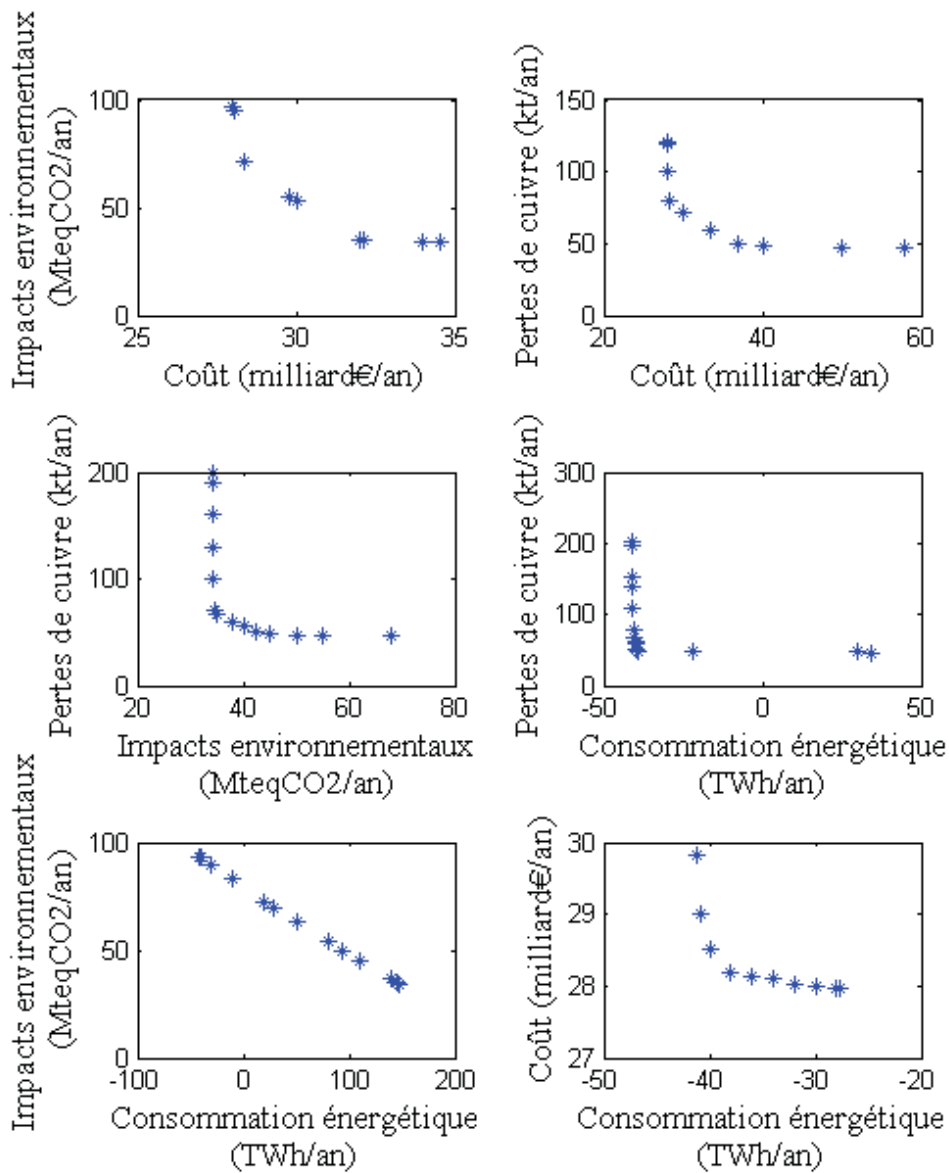 Impacts environnementaux
(MteqCO2/an)
100
50
0
25
30
35
Coût (milliard€/an)
Pertes de cuivre (kt/an)
150
100
50
0
20
40
60
Coût (milliard€/an)
Pertes de cuivre (kt/an)
200
100
0
20
40
60
80
Impacts environnementaux
(MteqCO2/an)
Pertes de cuivre (kt/an)
300
200
100
0
-50
0
50
Consommation énergétique
(TWh/an)
Impacts environnementaux
(MteqCO2/an)
100
50
0
-100
0
100
200
Consommation énergétique
(TWh/an)
Coût (milliard€/an)
30
29
28
27
-50
-40
-30
-20
Consommation énergétique
(TWh/an)